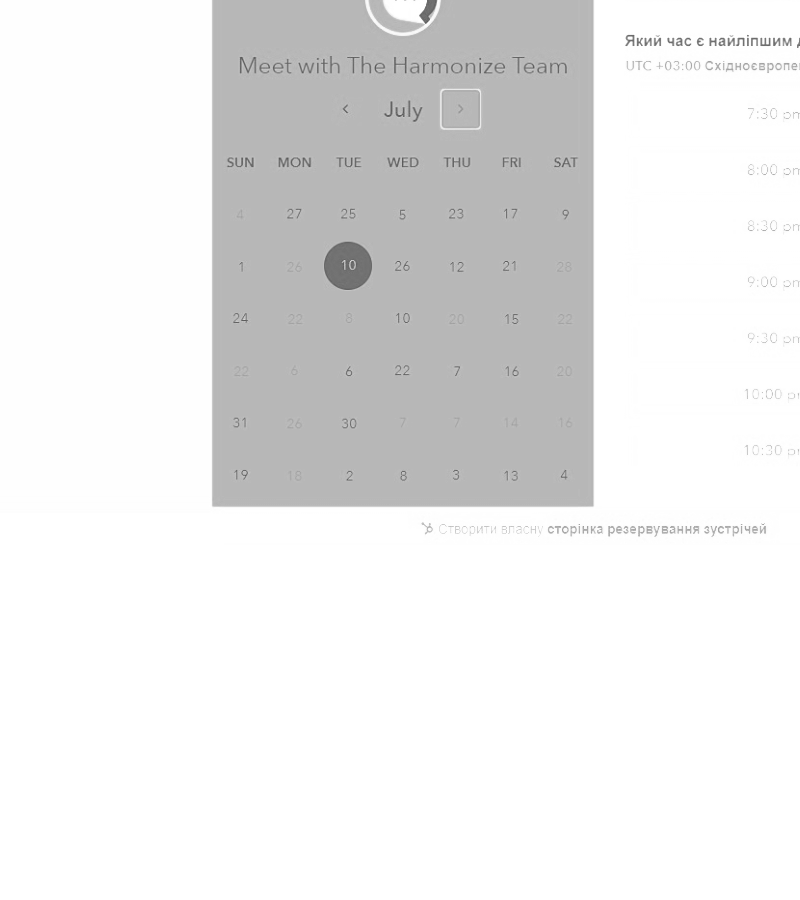 Meet with The Harmonize Team
July
SUN MON TUE WED THU FRI SAT
4 27 25 5 23 17 9
1 26 10 26 12 21 28
24 22 8 10 20 15 22
22 6 6 22 7 16 20
31 26 30 7 7 14 16
19 18 2 8 3 13 4
Який час є найліпшим
UTC +03:00
7:30 pm
8:00 pm
8:30 pm
9:00 pm
9:30 pm
10:00
10:30 pm
Створити власну сторінка резервування зустрічей